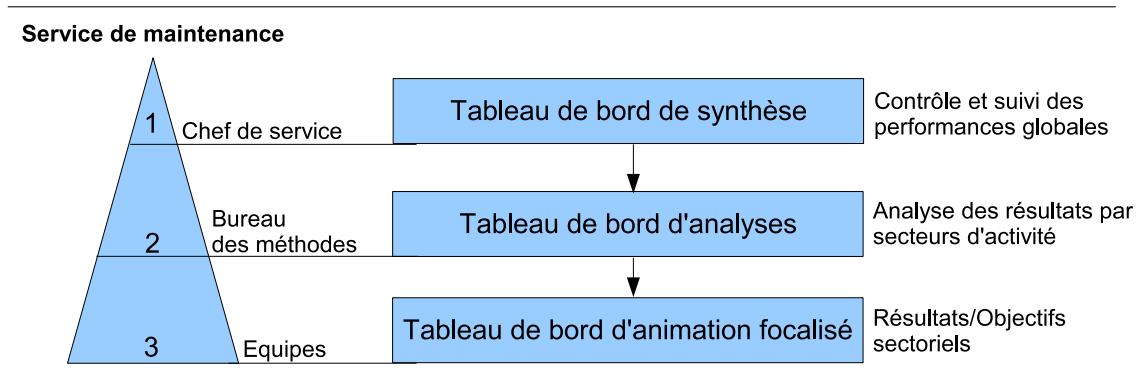 Service de maintenance
1
Chef de service
Tableau de bord de synthèse
Contrôle et suivi des
performances globales
2
Bureau
des méthodes
Tableau de bord d'analyses
Analyse des résultats par
secteurs d'activité
3
Equipes
Tableau de bord d'animation focalisé
Résultats/Objectifs
sectoriels